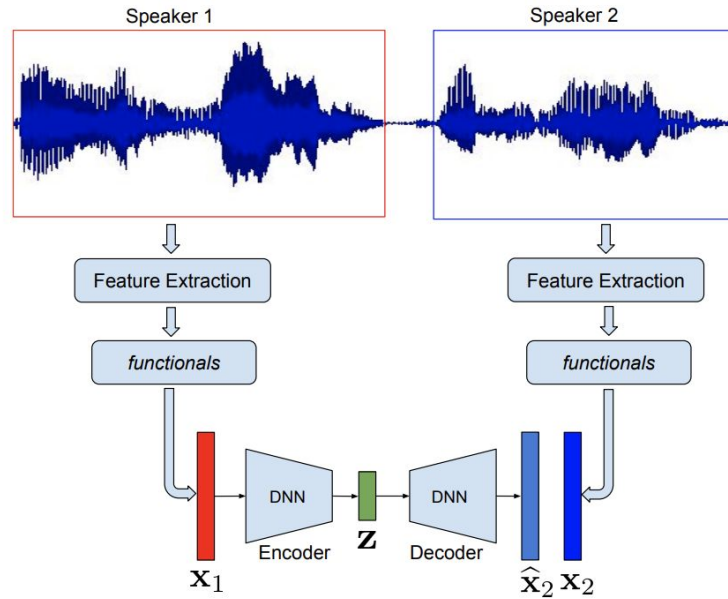 Speaker 1
Speaker 2
Feature Extraction
Feature Extraction
functionals
functionals
DNN
DNN
Encoder
z
Decoder
x₁
x̂₂
x₂